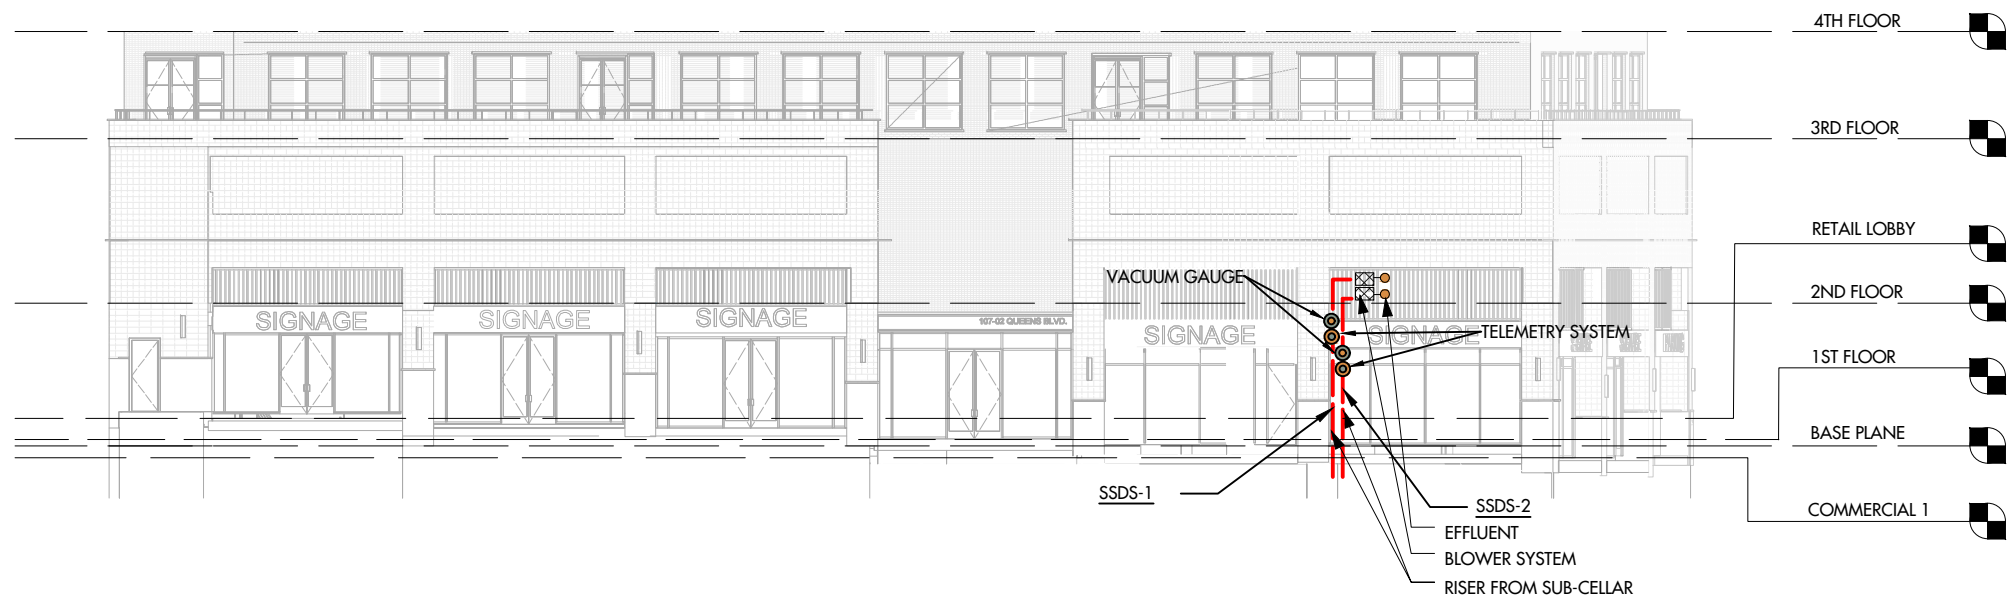 4TH FLOOR
3RD FLOOR
RETAIL LOBBY
VACUUM GAUGE
2ND FLOOR
SIGNAGE
SIGNAGE
SIGNAGE
107-02 QUEENS BLVD.
SIGNAGE
SIGNAGE
TELEMETRY SYSTEM
1ST FLOOR
BASE PLANE
SSDS-1
SSDS-2
COMMERCIAL 1
EFFLUENT
BLOWER SYSTEM
RISER FROM SUB-CELLAR